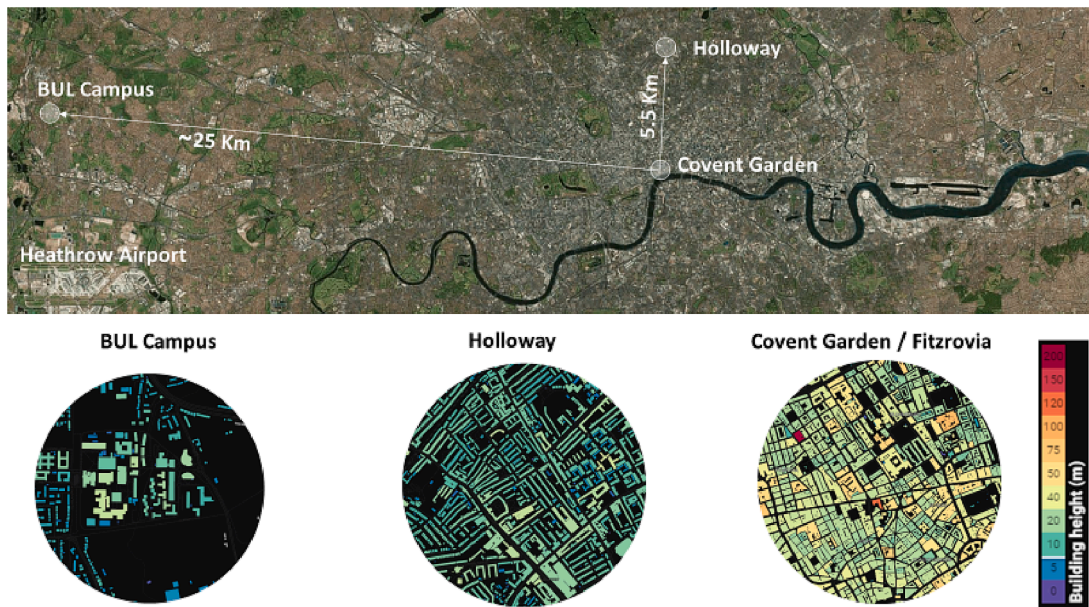 Holloway
BUL Campus
5.5 Km
~25 Km
Covent Garden
Heathrow Airport
BUL Campus
Holloway
Covent Garden / Fitzrovia
200
150
120
100
75
50
40
20
10
5
0
Building height (m)